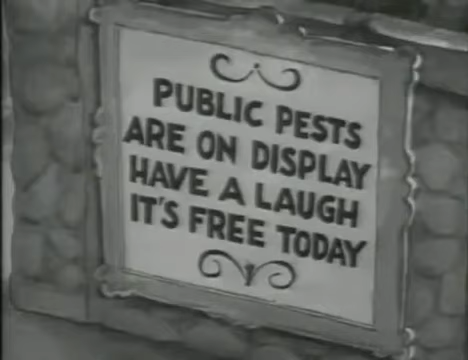 PUBLIC PESTS
ARE ON DISPLAY
HAVE A LAUGH
IT'S FREE TODAY